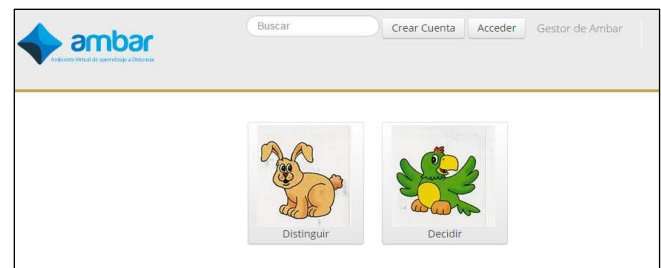 ambar
Ambiente Virtual de aprendizaje a Distancia
Buscar
Crear Cuenta
Acceder
Gestor de Ambar
Distinguir
Decidir